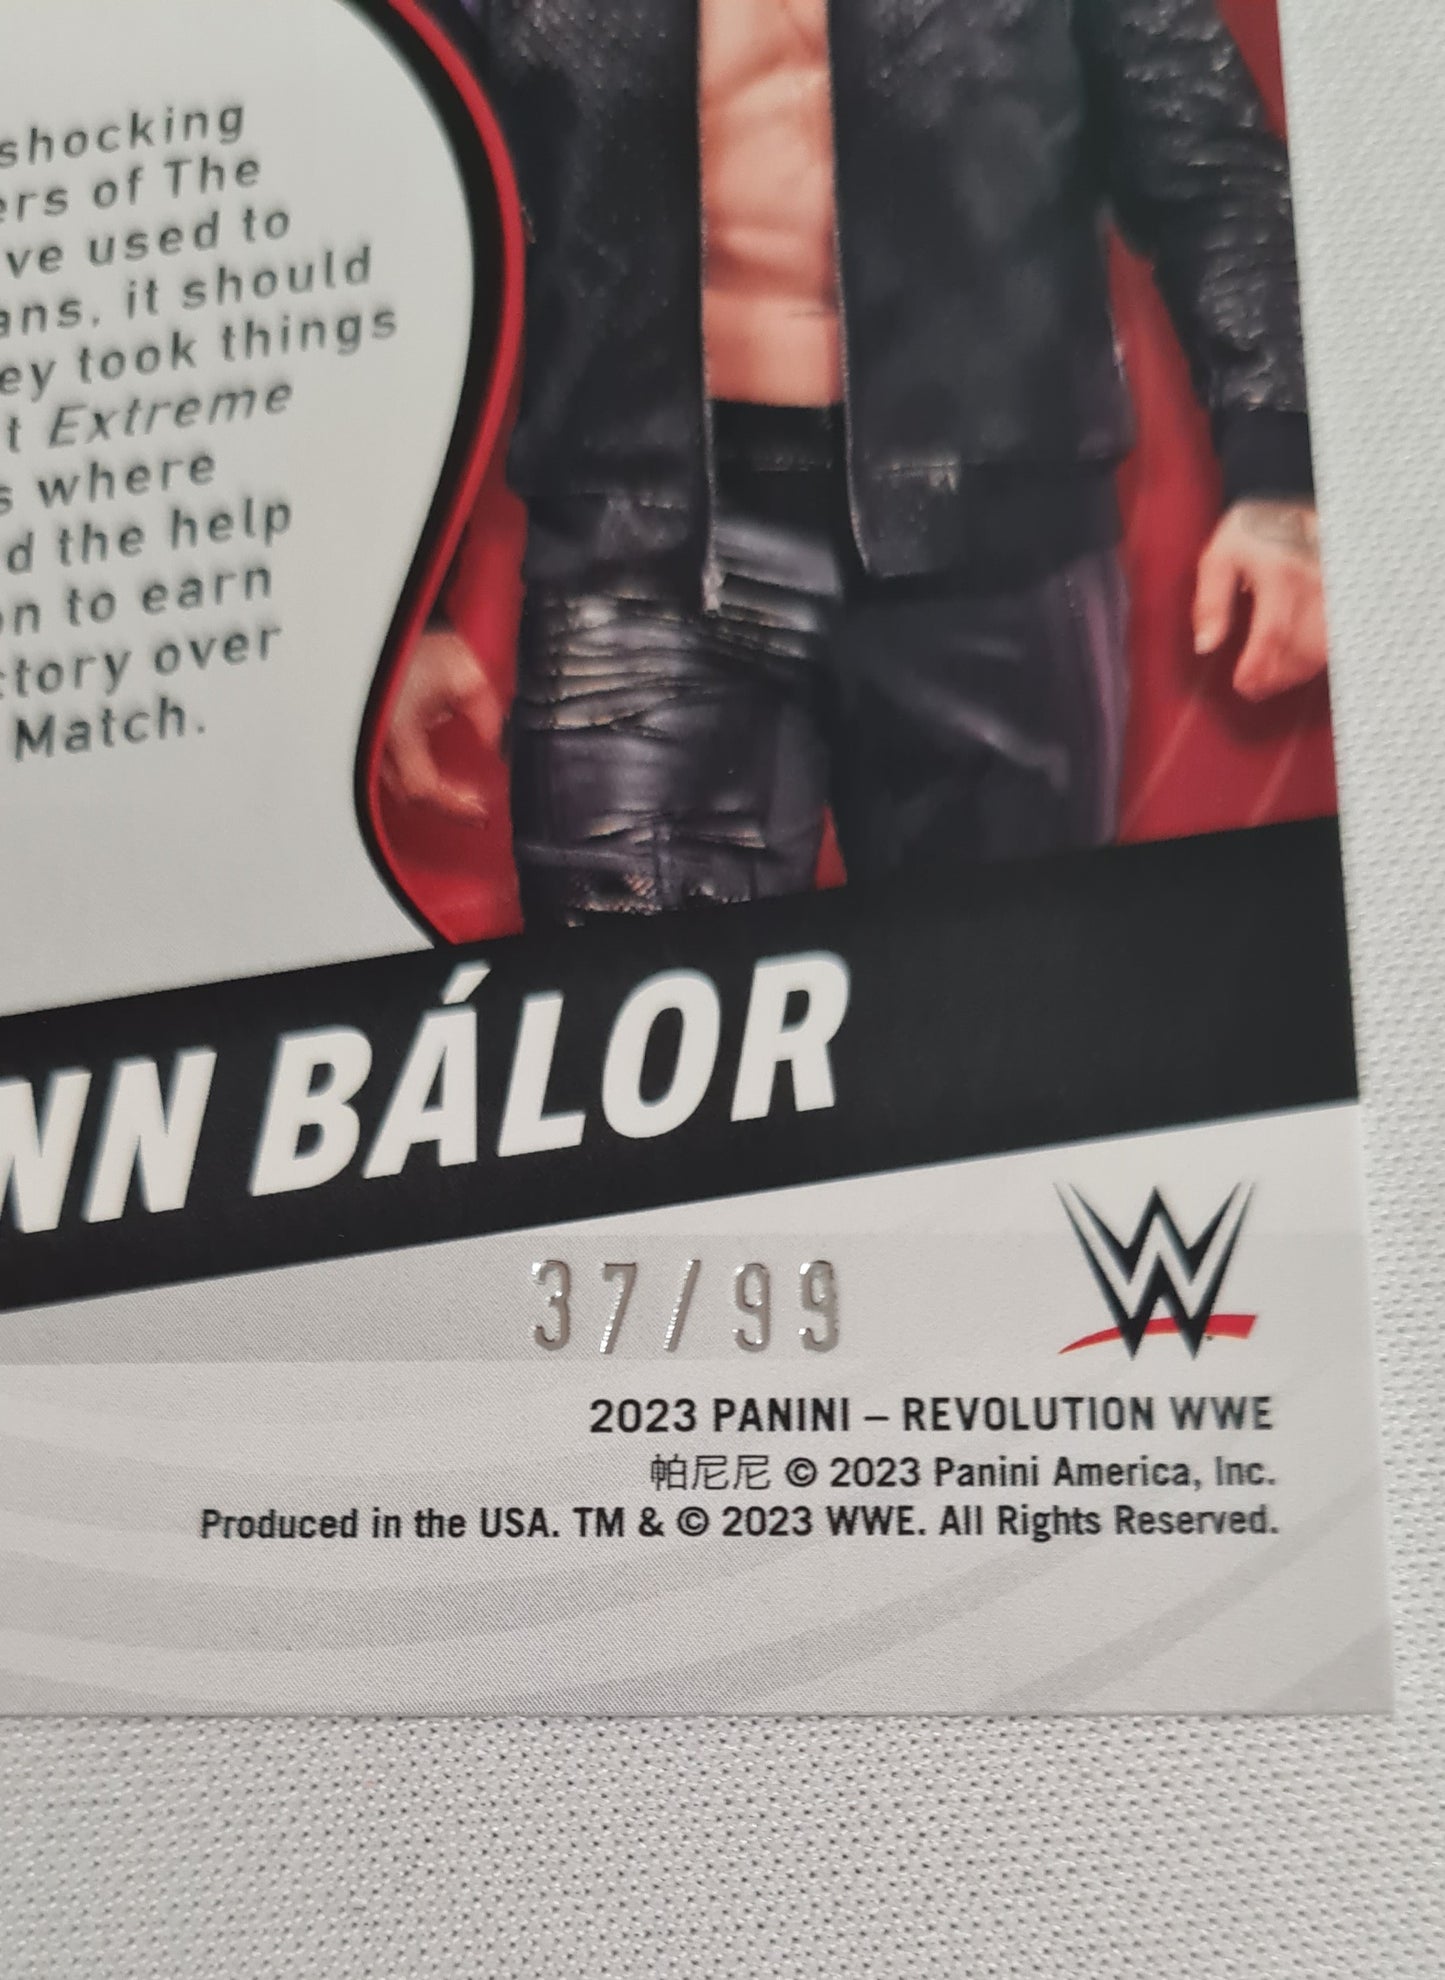 shocking
ers of The
ve used to
ans, it should
ey took things
t Extreme
s where
d the help
on to earn
tory over
Match.
NN BÁLOR
37/99
W
2023 PANINI – REVOLUTION WWE
帕尼尼 © 2023 Panini America, Inc.
Produced in the USA. TM & © 2023 WWE. All Rights Reserved.